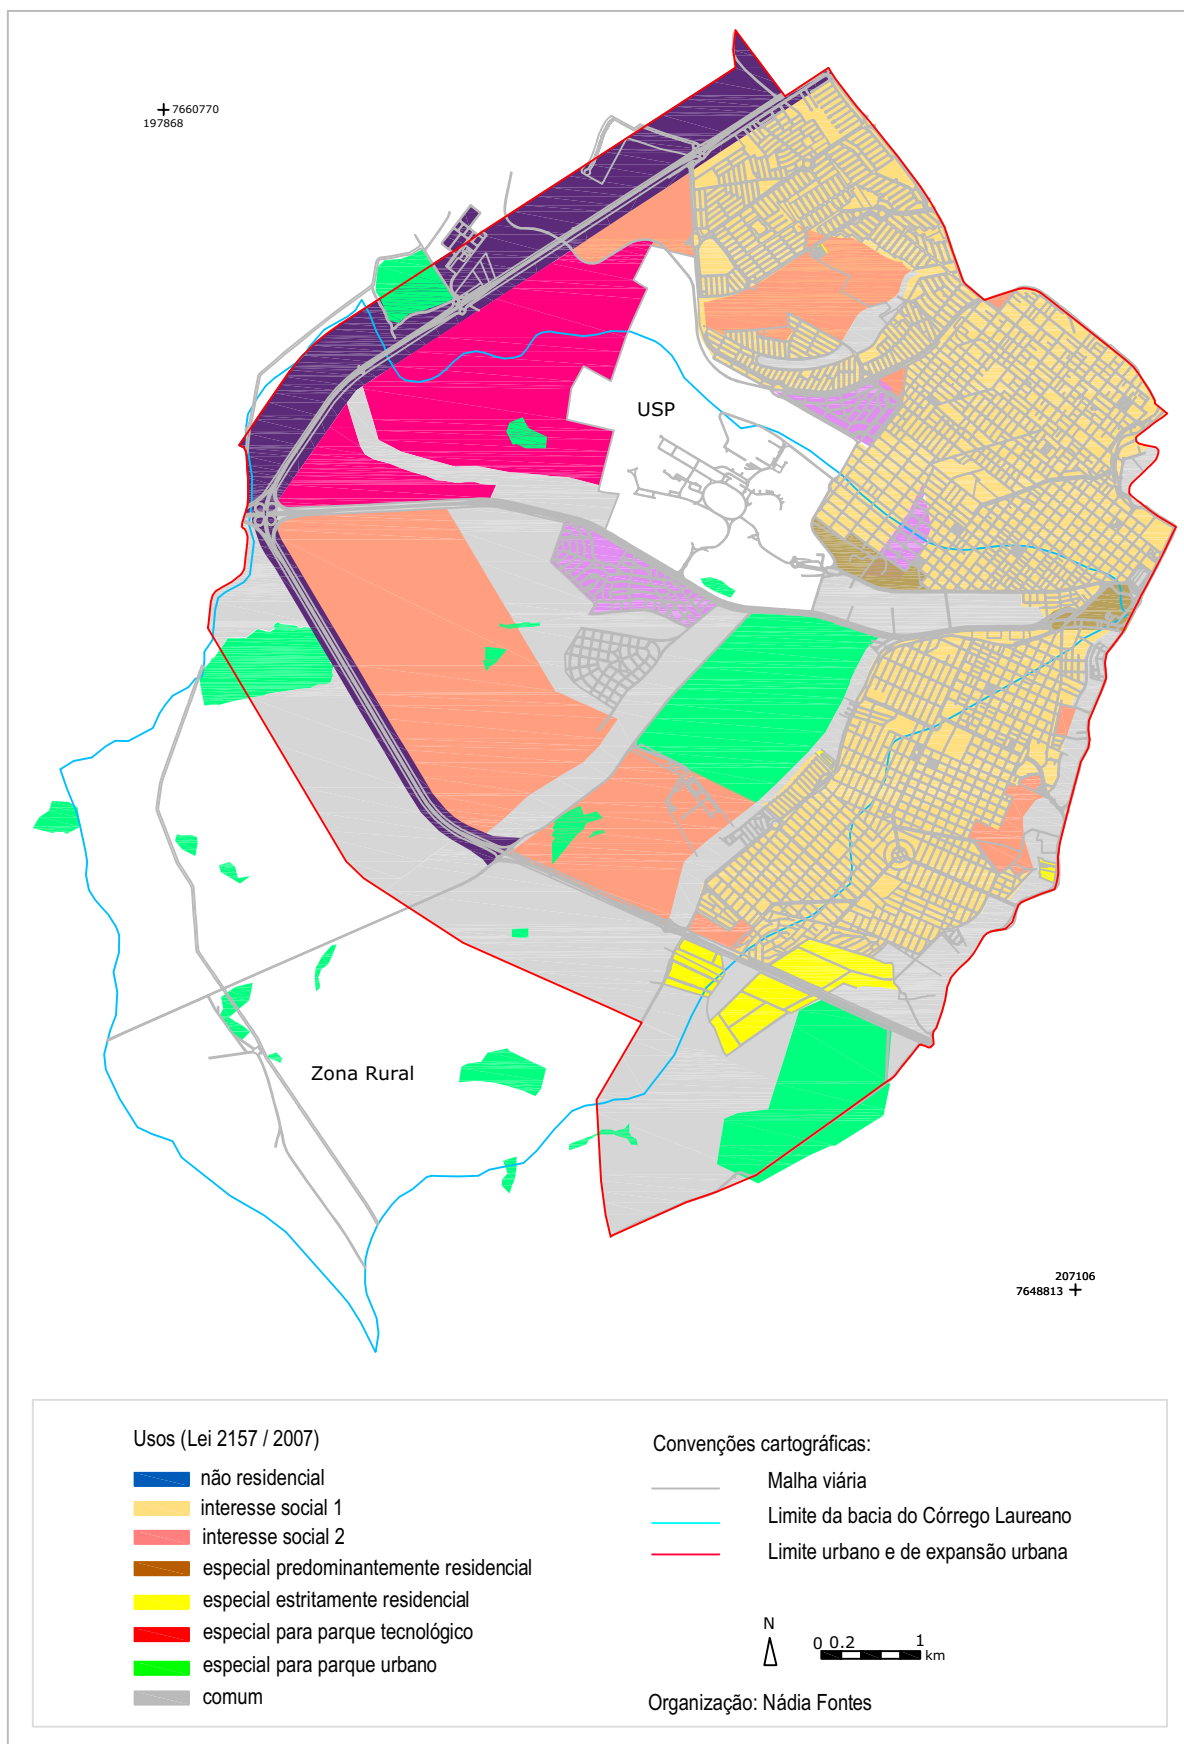 7660770
197868
USP
Zona Rural
207106
7648813
Usos (Lei 2157 / 2007)
não residencial
interesse social 1
interesse social 2
especial predominantemente residencial
especial estritamente residencial
especial para parque tecnológico
especial para parque urbano
comum
Convenções cartográficas:
Malha viária
Limite da bacia do Córrego Laureano
Limite urbano e de expansão urbana
N
0 0.2 1
km
Organização: Nádia Fontes